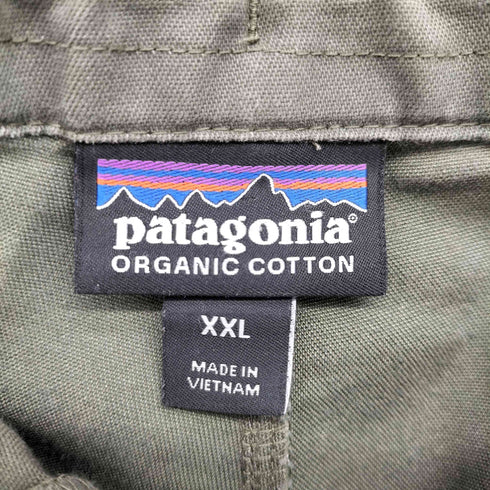 patagonia®
ORGANIC COTTON
XXL
MADE IN
VIETNAM